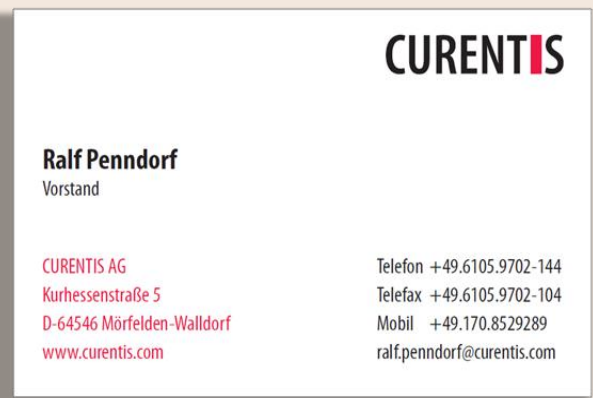 CURENTIS
Ralf Penndorf
Vorstand
CURENTIS AG
Kurhessenstraße 5
D-64546 Mörfelden-Walldorf
www.curentis.com
Telefon +49.6105.9702-144
Telefax +49.6105.9702-104
Mobil +49.170.8529289
ralf.penndorf@curentis.com